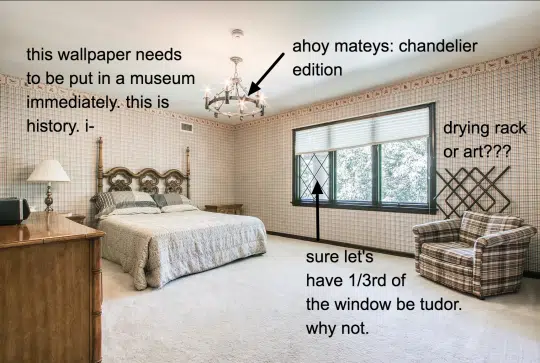 this wallpaper needs
to be put in a museum
immediately. this is
history. i-
ahoy mateys: chandelier
edition
drying rack
or art???
sure let's
have 1/3rd of
the window be tudor.
why not.